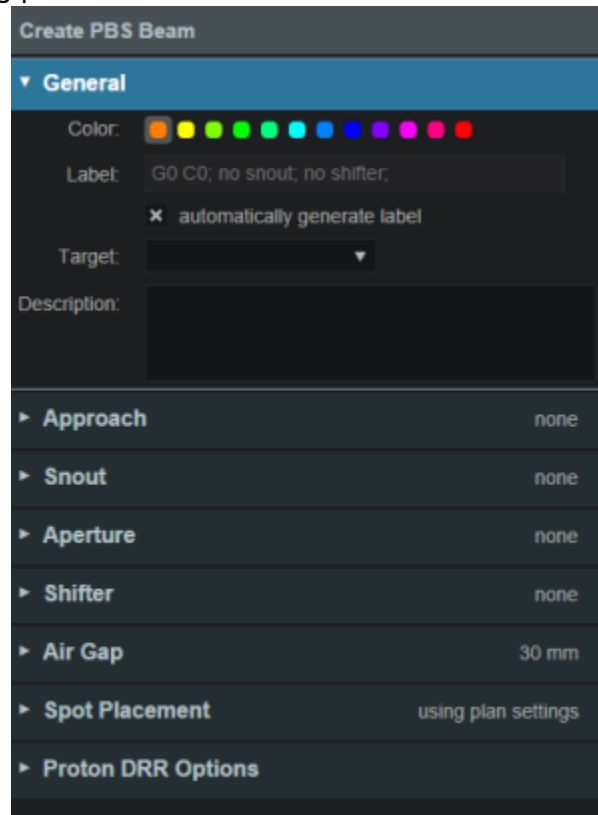 Create PBS Beam
General
Color:
Label: G0 C0; no snout; no shifter;
automatically generate label
Target:
Description:
Approach none
Snout none
Aperture none
Shifter none
Air Gap 30 mm
Spot Placement using plan settings
Proton DRR Options